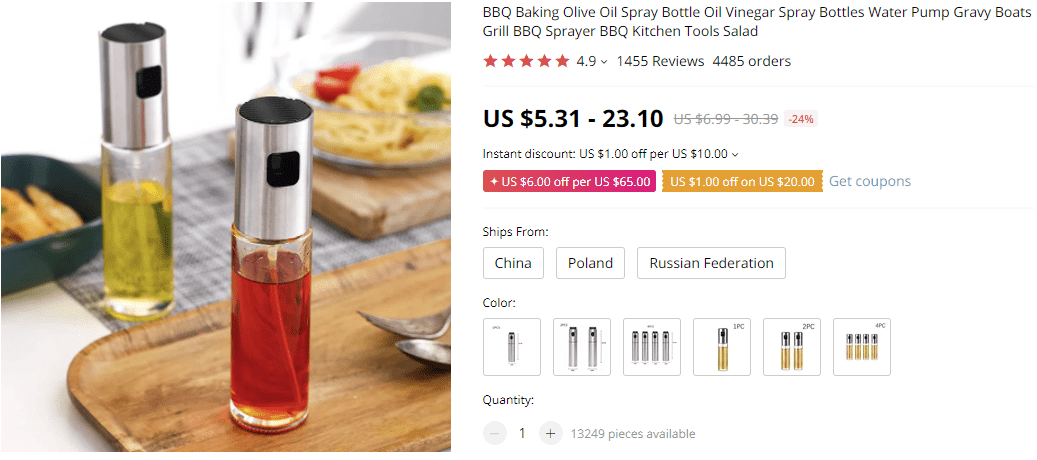 BBQ Baking Olive Oil Spray Bottle Oil Vinegar Spray Bottles Water Pump Gravy Boats
Grill BBQ Sprayer BBQ Kitchen Tools Salad
4.9 1455 Reviews 4485 orders
US $5.31 - 23.10 US $6.99 - 30.39 -24%
Instant discount: US $1.00 off per US $10.00
US $6.00 off per US $65.00 US $1.00 off on US $20.00 Get coupons
Ships From:
China Poland Russian Federation
Color:
1PC 2PC 4PC
Quantity:
1 13249 pieces available